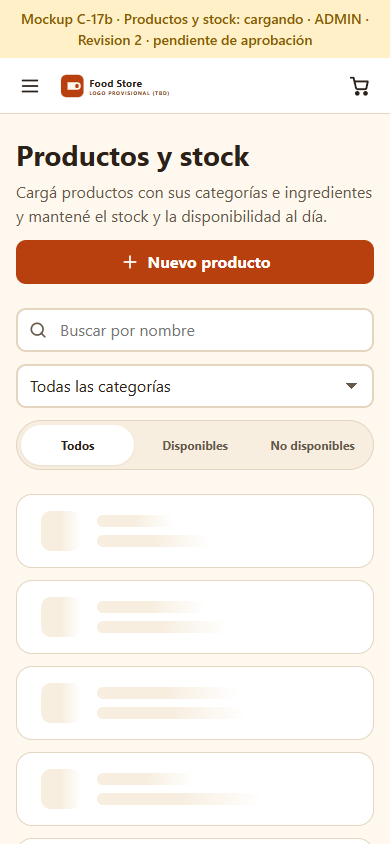 Mockup C-17b · Productos y stock: cargando · ADMIN ·
Revision 2 · pendiente de aprobación
Food Store
LOGO PROVISIONAL (TBD)
Productos y stock
Cargá productos con sus categorías e ingredientes
y mantené el stock y la disponibilidad al día.
Nuevo producto
Buscar por nombre
Todas las categorías
Todos Disponibles No disponibles